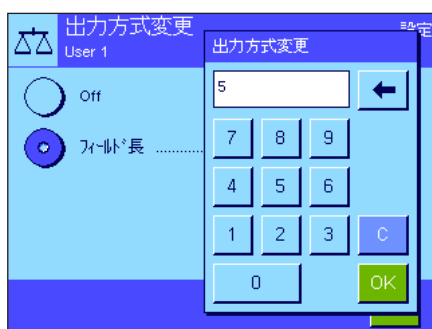 出力方式変更
User 1
設定
Off
フィールド長 ............
出力方式変更
5
7 8 9
4 5 6
1 2 3 C
0 OK